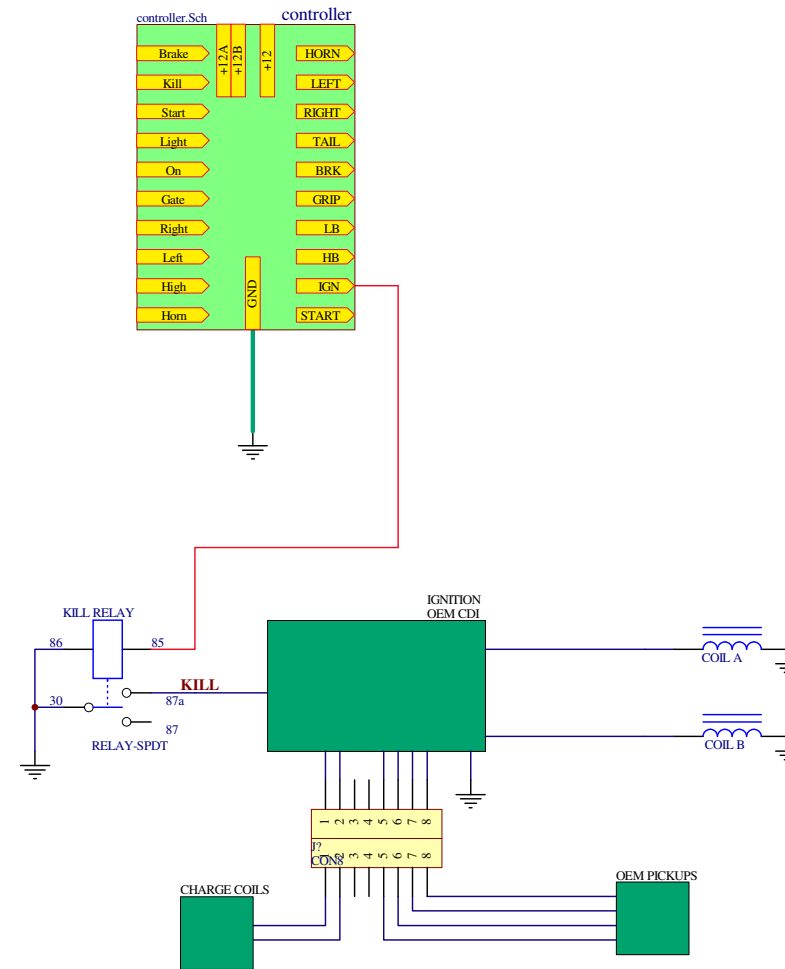 controller.Sch
controller
+12A
+12B
+12
Brake
Kill
Start
Light
On
Gate
Right
Left
High
Horn
HORN
LEFT
RIGHT
TAIL
BRK
GRIP
LB
HB
IGN
START
GND
KILL RELAY
86
85
30
KILL
87a
87
RELAY-SPDT
IGNITION
OEM CDI
COIL A
COIL B
1 2 3 4 5 6 7 8
J?
CON8
1 2 3 4 5 6 7 8
CHARGE COILS
OEM PICKUPS